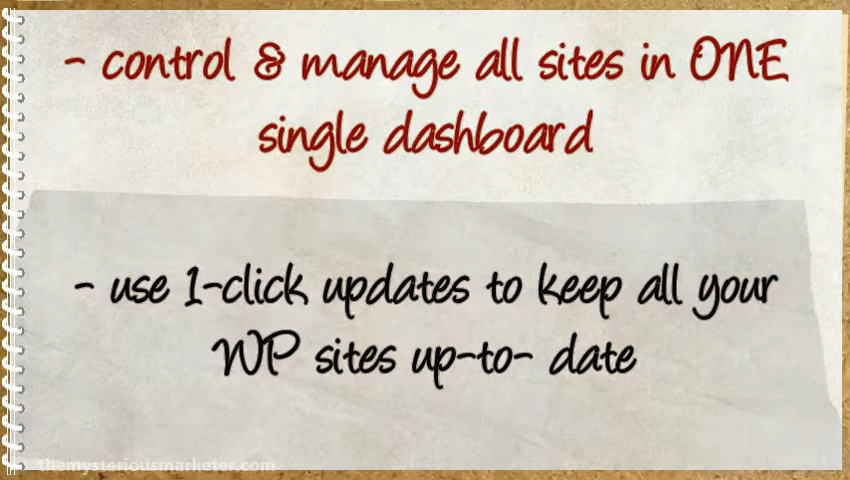 - control & manage all sites in ONE
single dashboard
- use 1-click updates to keep all your
WP sites up-to- date
themysteriousmarketer.com